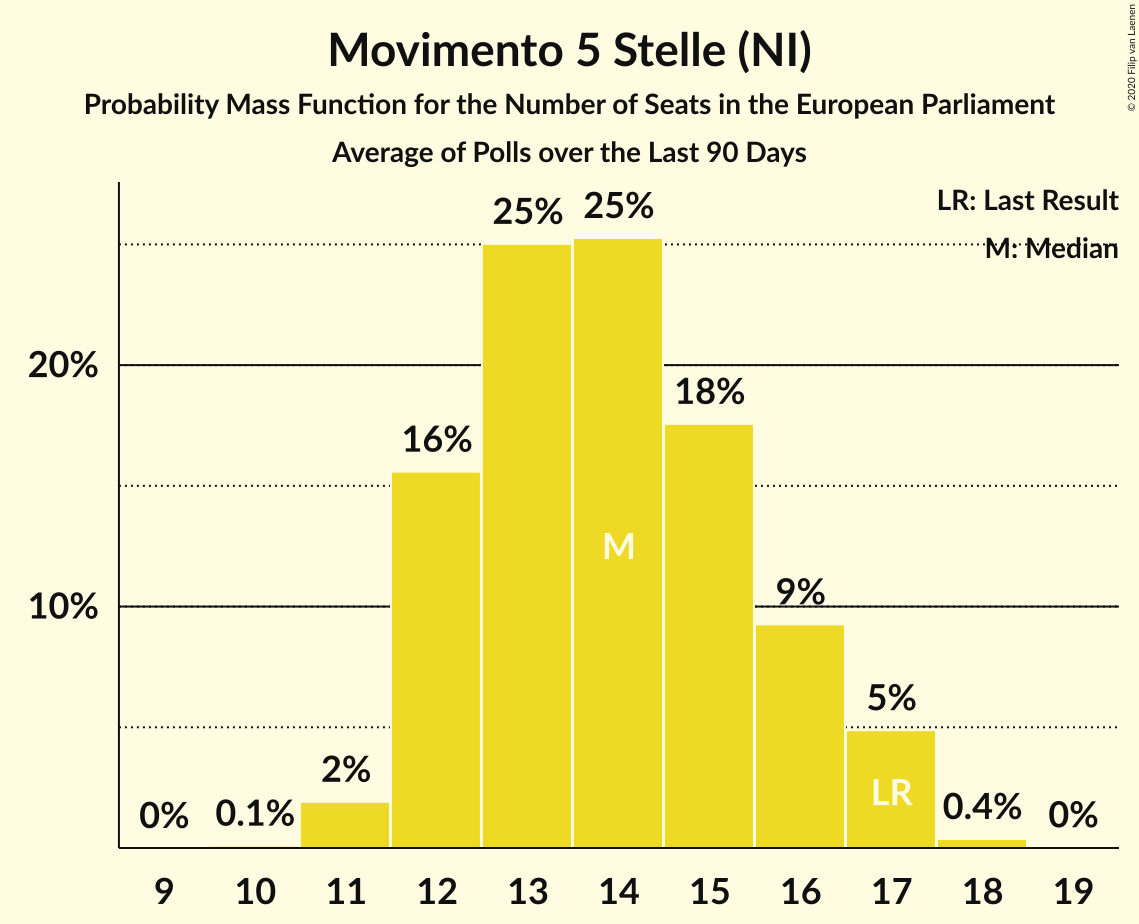 Movimento 5 Stelle (NI)
Probability Mass Function for the Number of Seats in the European Parliament
Average of Polls over the Last 90 Days
© 2020 Filip van Laenen
LR: Last Result
M: Median
20%
10%
0%
0.1%
2%
16%
25%
25%
18%
9%
5%
0.4%
0%
M
LR
9 10 11 12 13 14 15 16 17 18 19